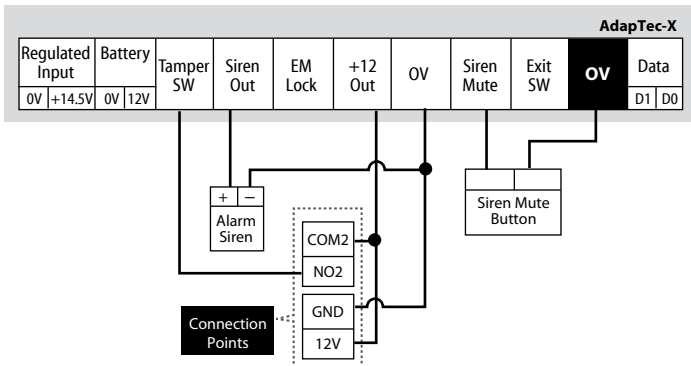 AdapTec-X
Regulated Input
Battery
Tamper SW
Siren Out
EM Lock
+12 Out
0V
Siren Mute
Exit SW
0V
Data
0V
+14.5V
0V
12V
D1
D0
+
−
Alarm Siren
Siren Mute Button
COM2
NO2
GND
12V
Connection Points